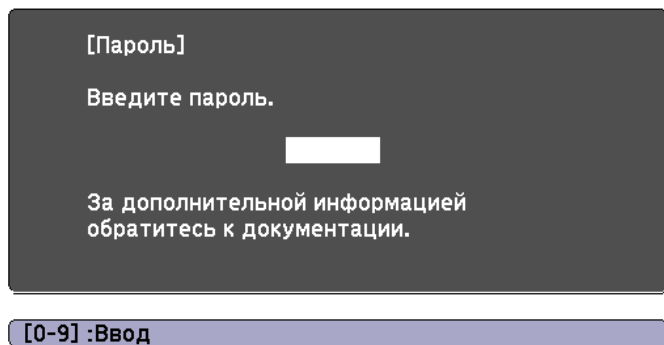 [Пароль]
Введите пароль.
За дополнительной информацией
обратитесь к документации.
[0-9] :Ввод